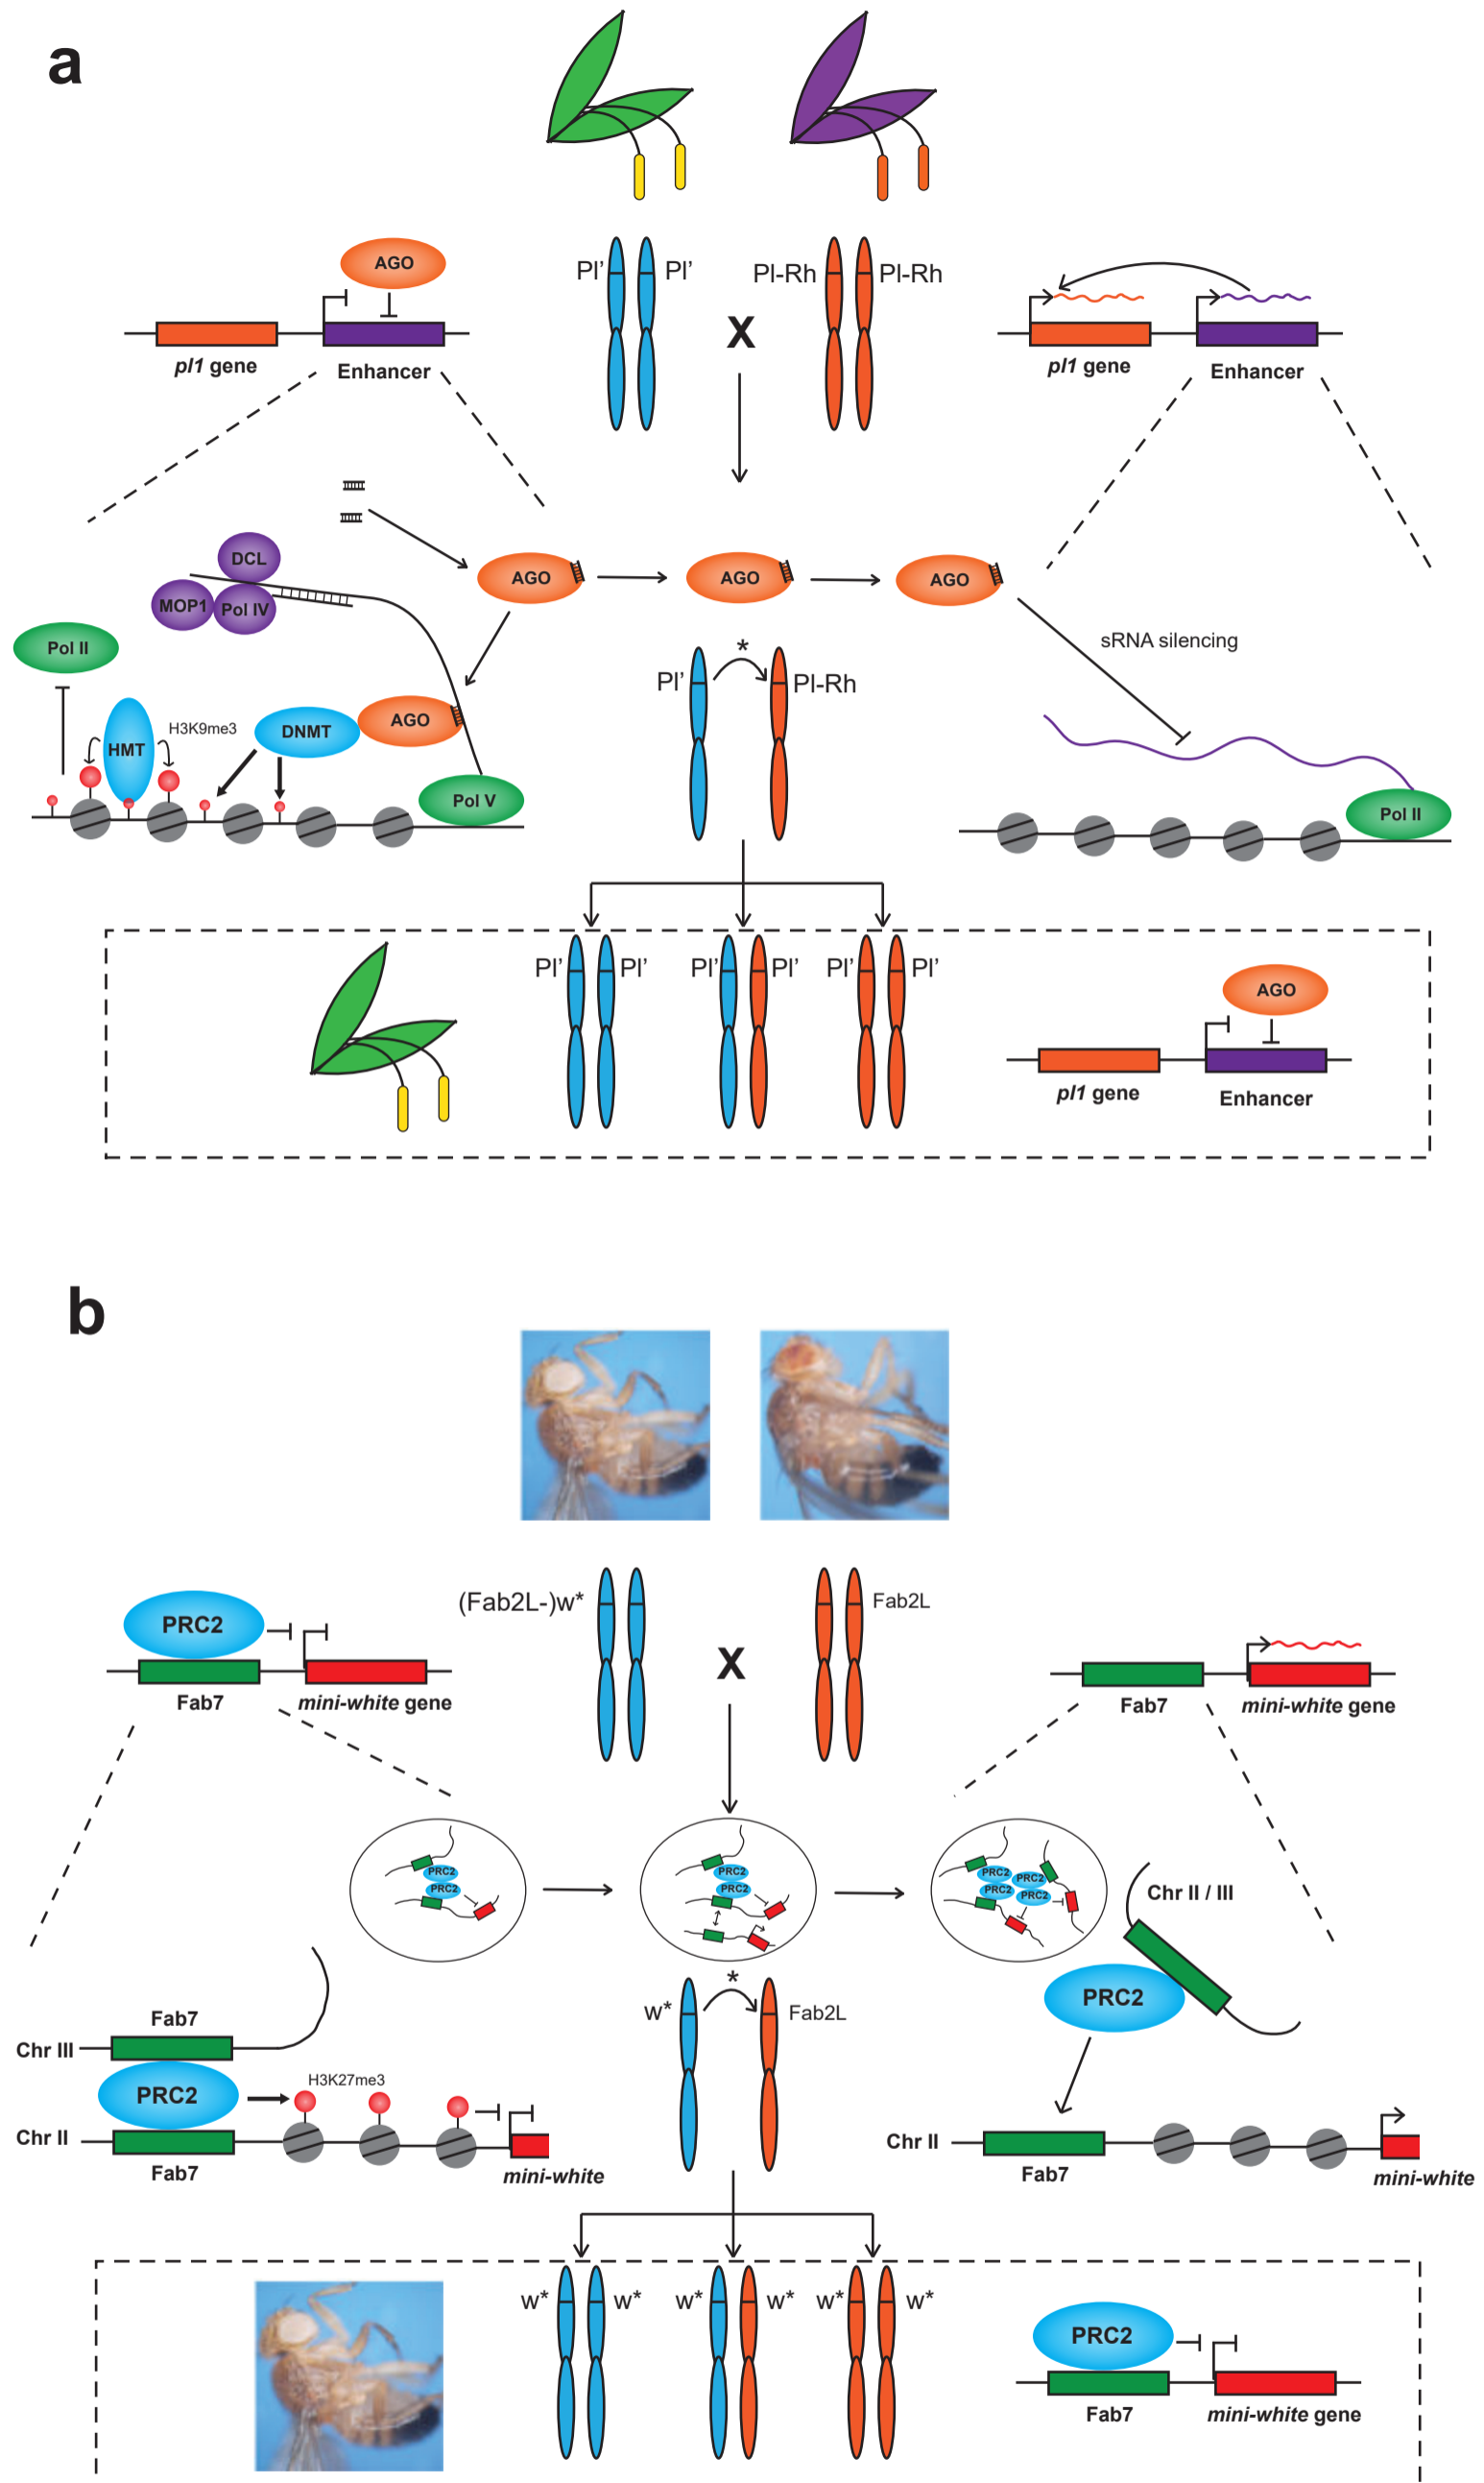 a
AGO
pl1 gene
Enhancer
Pl’ Pl’
X
Pl-Rh Pl-Rh
pl1 gene
Enhancer
DCL
MOP1 Pol IV
Pol II
AGO
AGO
AGO
sRNA silencing
HMT
H3K9me3
DNMT
AGO
Pol V
*
Pl’ Pl-Rh
Pol II
Pl’ Pl’ Pl’ Pl’ Pl’ Pl’
AGO
pl1 gene
Enhancer
b
PRC2
Fab7
mini-white gene
(Fab2L-)w*
X
Fab2L
Fab7
mini-white gene
PRC2
PRC2
PRC2
PRC2
PRC2
PRC2
PRC2
PRC2
Chr II / III
PRC2
Fab7
Chr III
PRC2
H3K27me3
Chr II
Fab7
mini-white
*
w* Fab2L
Chr II
Fab7
mini-white
w* w* w* w* w* w*
PRC2
Fab7
mini-white gene